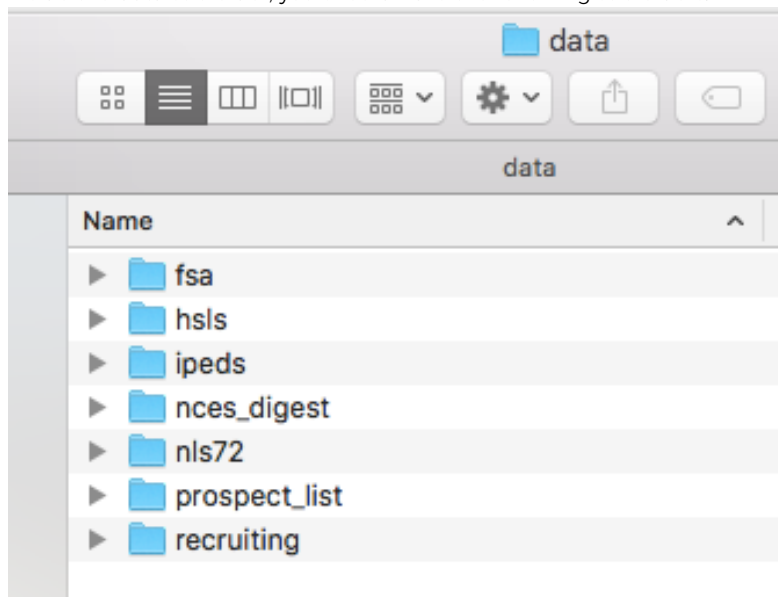 data
data
Name
fsa
hsls
ipeds
nces_digest
nls72
prospect_list
recruiting